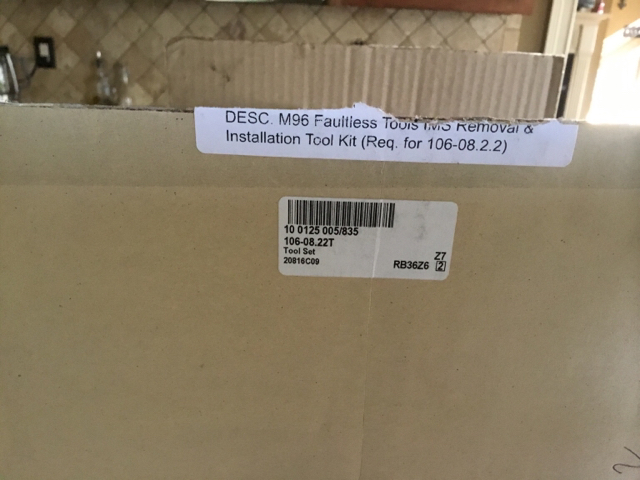 DESC. M96 Faultless Tools IMS Removal &
Installation Tool Kit (Req. for 106-08.2.2)
10 0125 005/835
106-08.22T
Tool Set
20816C09
Z7
RB36Z6 2